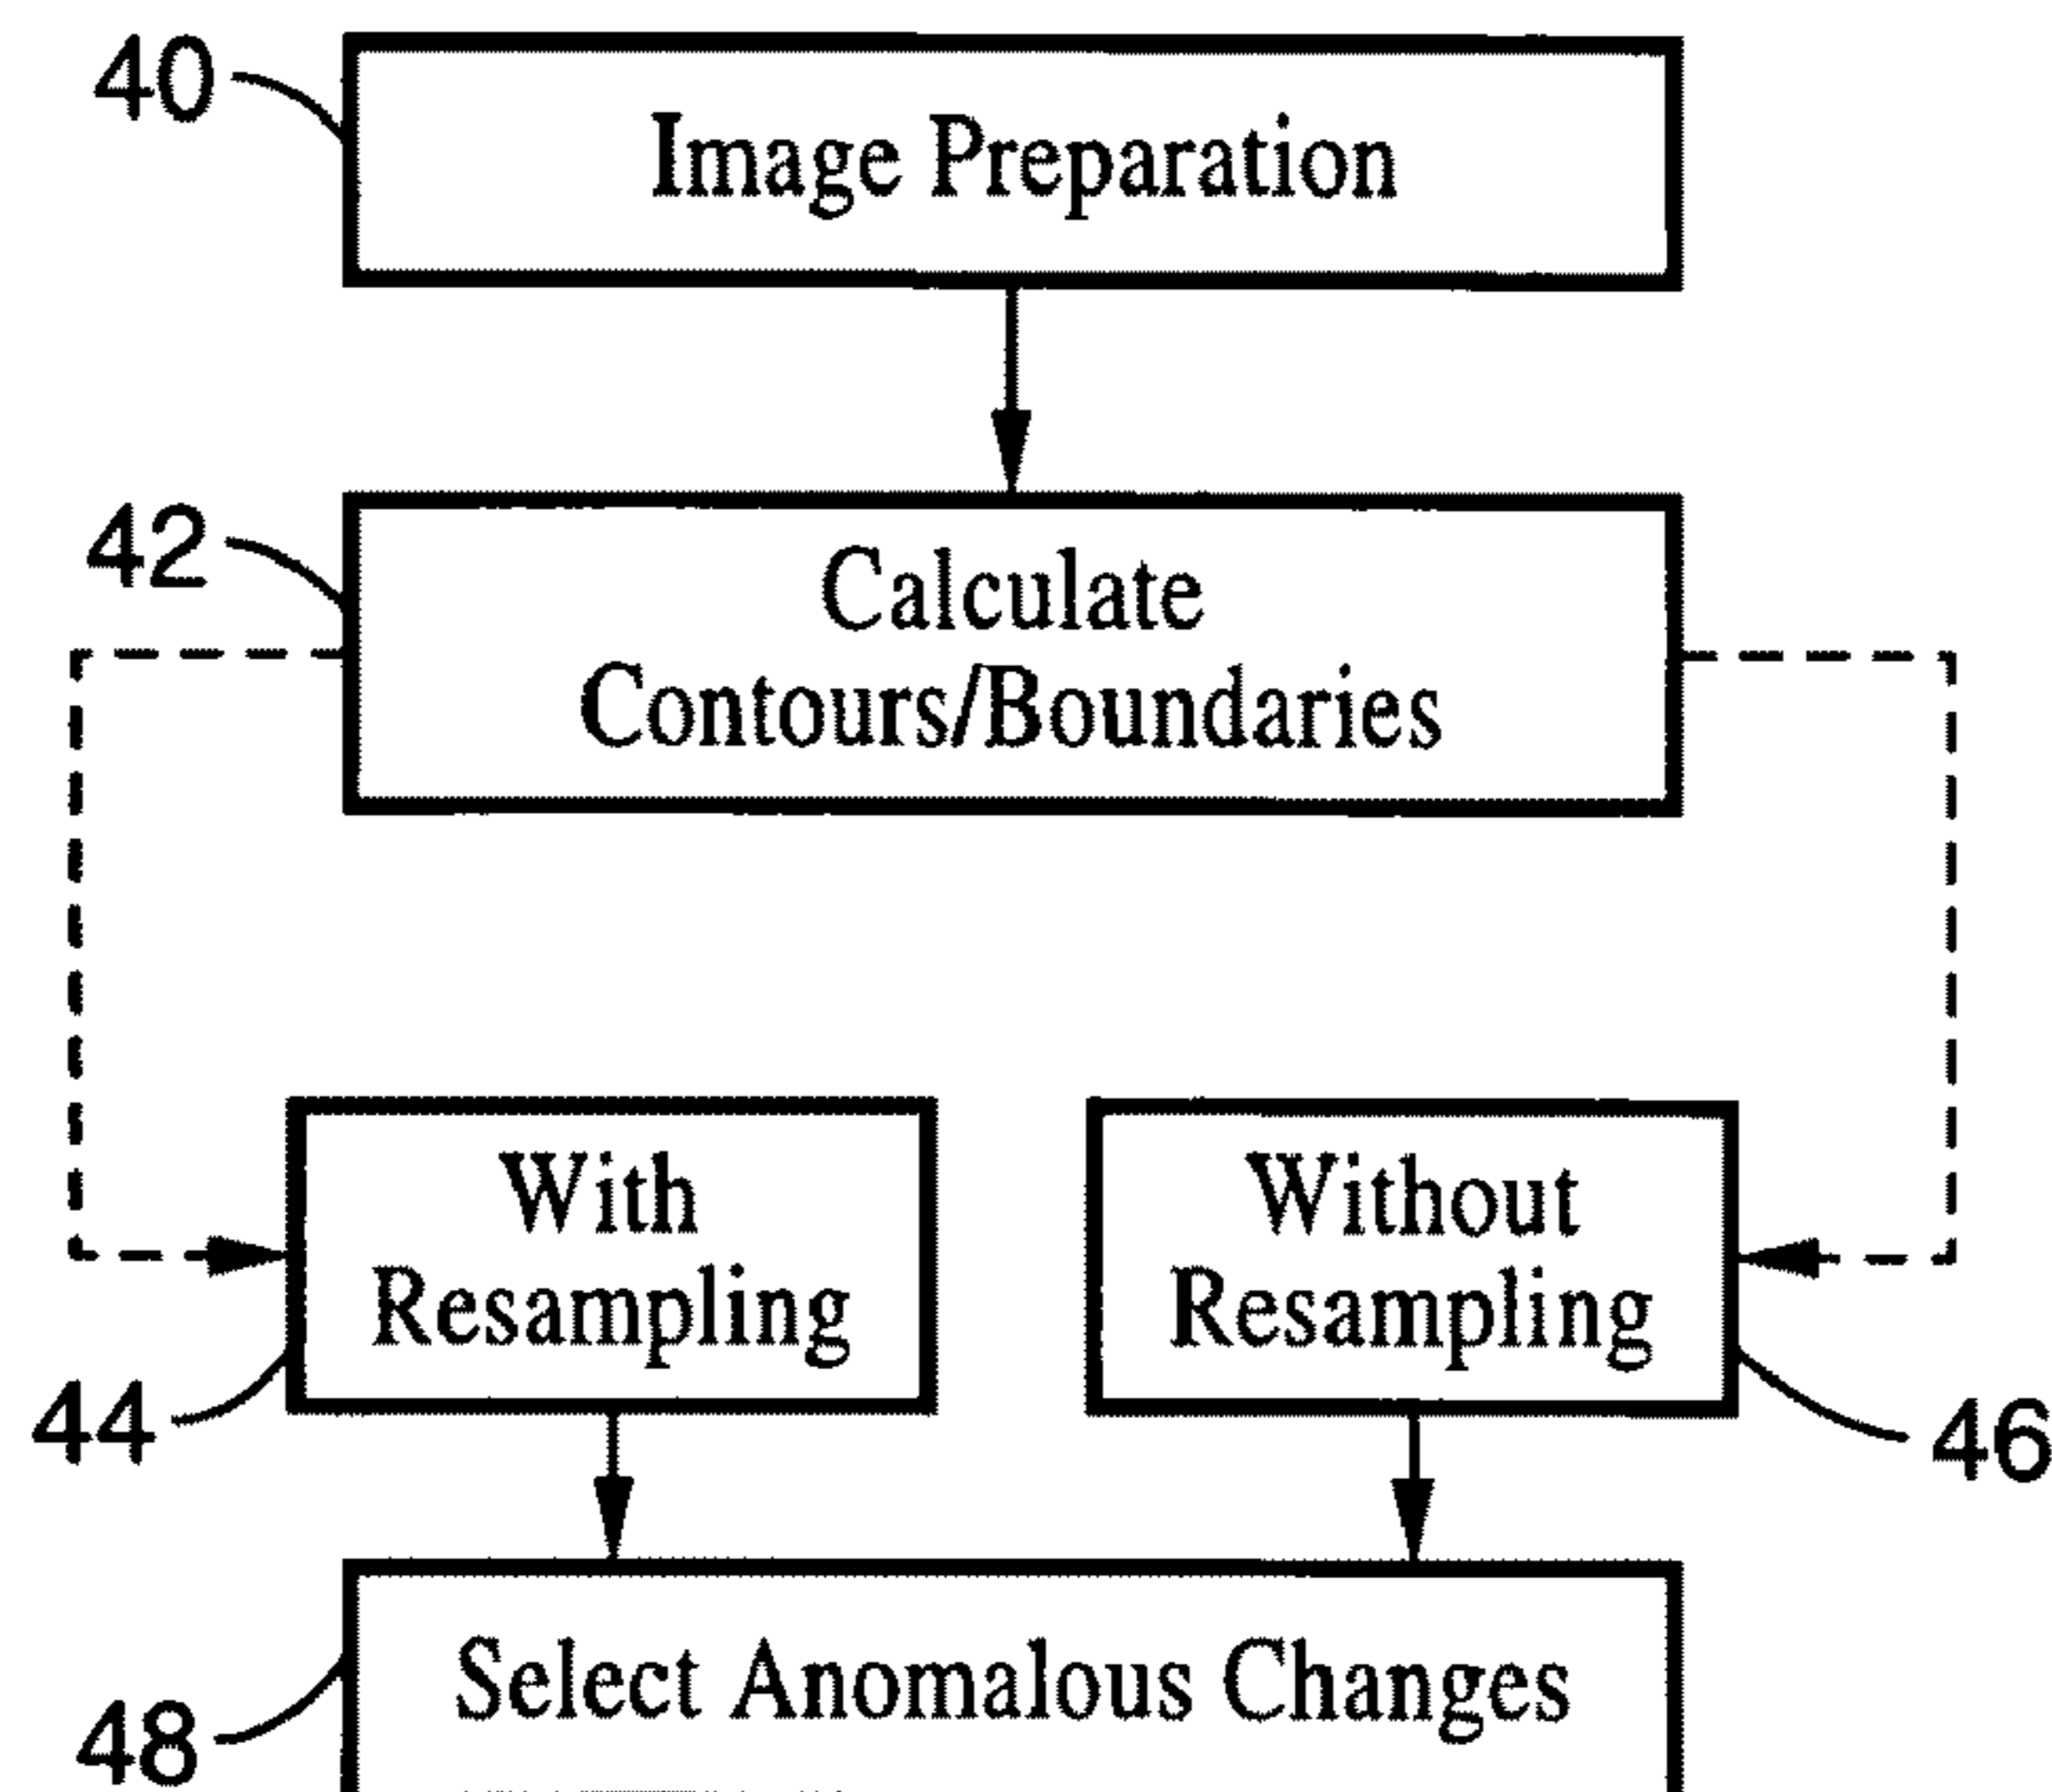 40
Image Preparation
42
Calculate
Contours/Boundaries
With
Resampling
44
Without
Resampling
46
Select Anomalous Changes
48